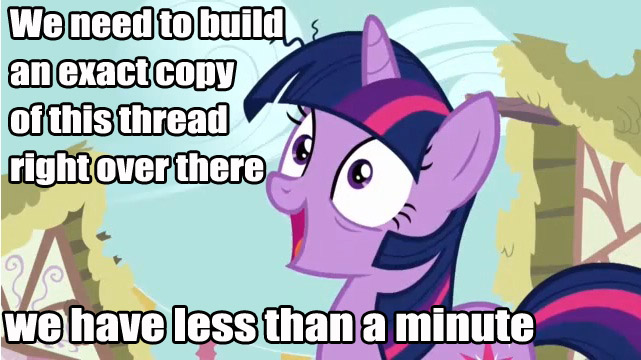 We need to build
an exact copy
of this thread
right over there
we have less than a minute